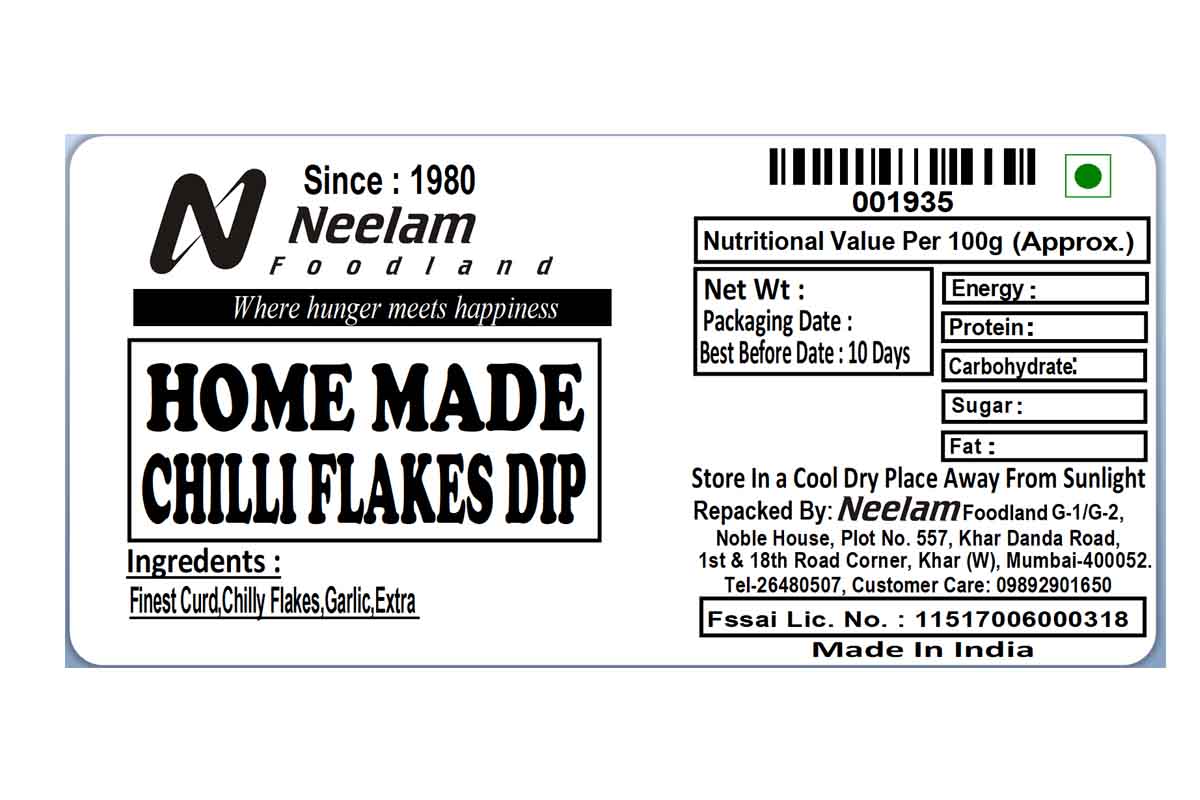 Since : 1980
Neelam
Foodland
Where hunger meets happiness
HOME MADE
CHILLI FLAKES DIP
Ingredients :
Finest Curd,Chilly Flakes,Garlic,Extra
001935
Nutritional Value Per 100g (Approx.)
Net Wt :
Packaging Date :
Best Before Date : 10 Days
Energy :
Protein :
Carbohydrate:
Sugar :
Fat :
Store In a Cool Dry Place Away From Sunlight
Repacked By: Neelam Foodland G-1/G-2,
Noble House, Plot No. 557, Khar Danda Road,
1st & 18th Road Corner, Khar (W), Mumbai-400052.
Tel-26480507, Customer Care: 09892901650
Fssai Lic. No. : 11517006000318
Made In India